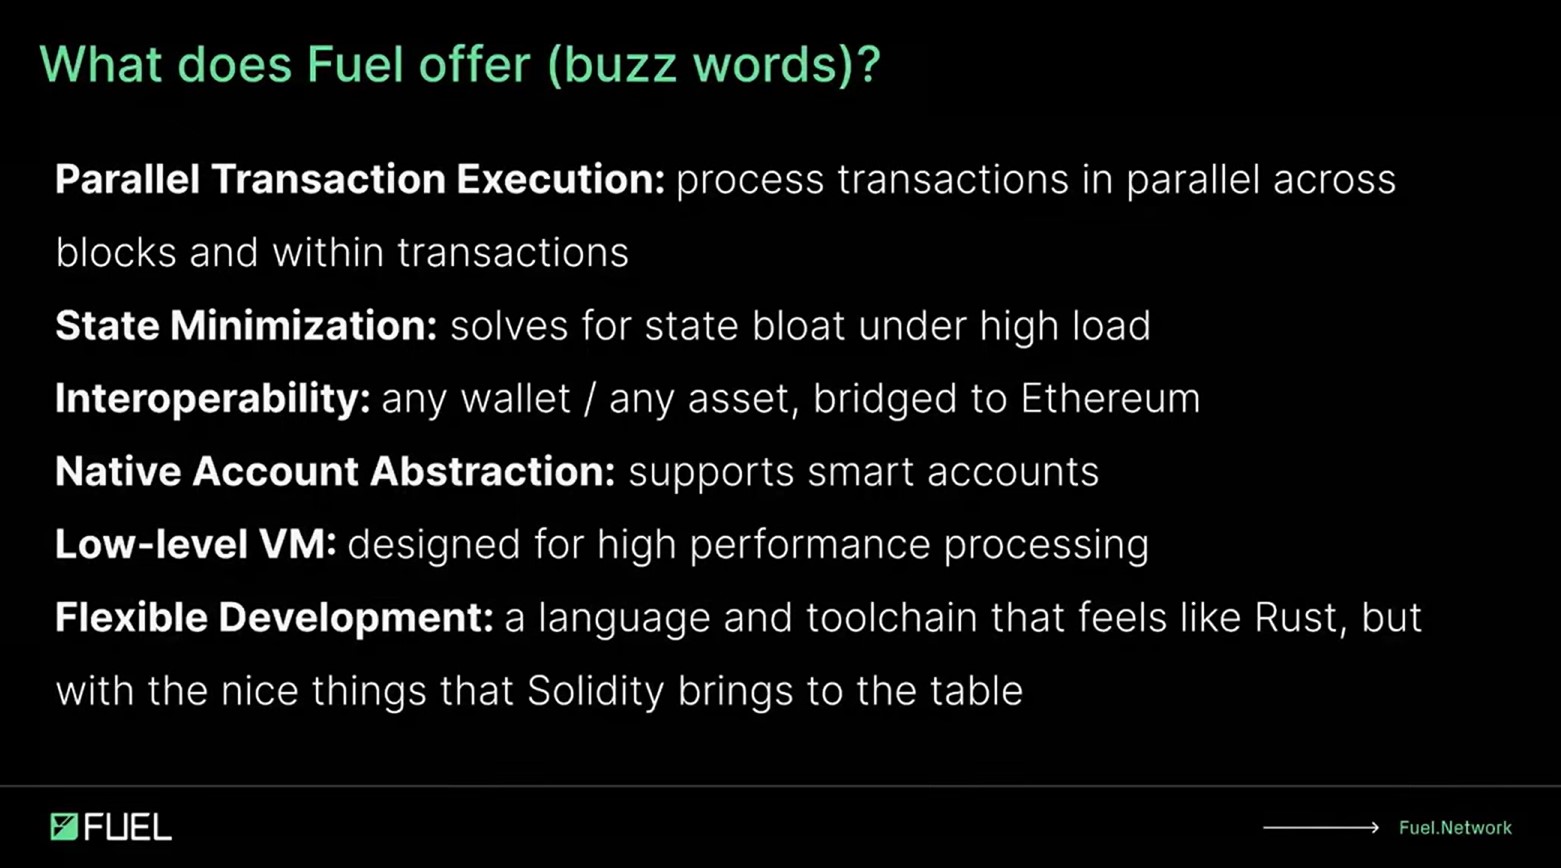 What does Fuel offer (buzz words)?
Parallel Transaction Execution: process transactions in parallel across
blocks and within transactions
State Minimization: solves for state bloat under high load
Interoperability: any wallet / any asset, bridged to Ethereum
Native Account Abstraction: supports smart accounts
Low-level VM: designed for high performance processing
Flexible Development: a language and toolchain that feels like Rust, but
with the nice things that Solidity brings to the table
FUEL
Fuel.Network